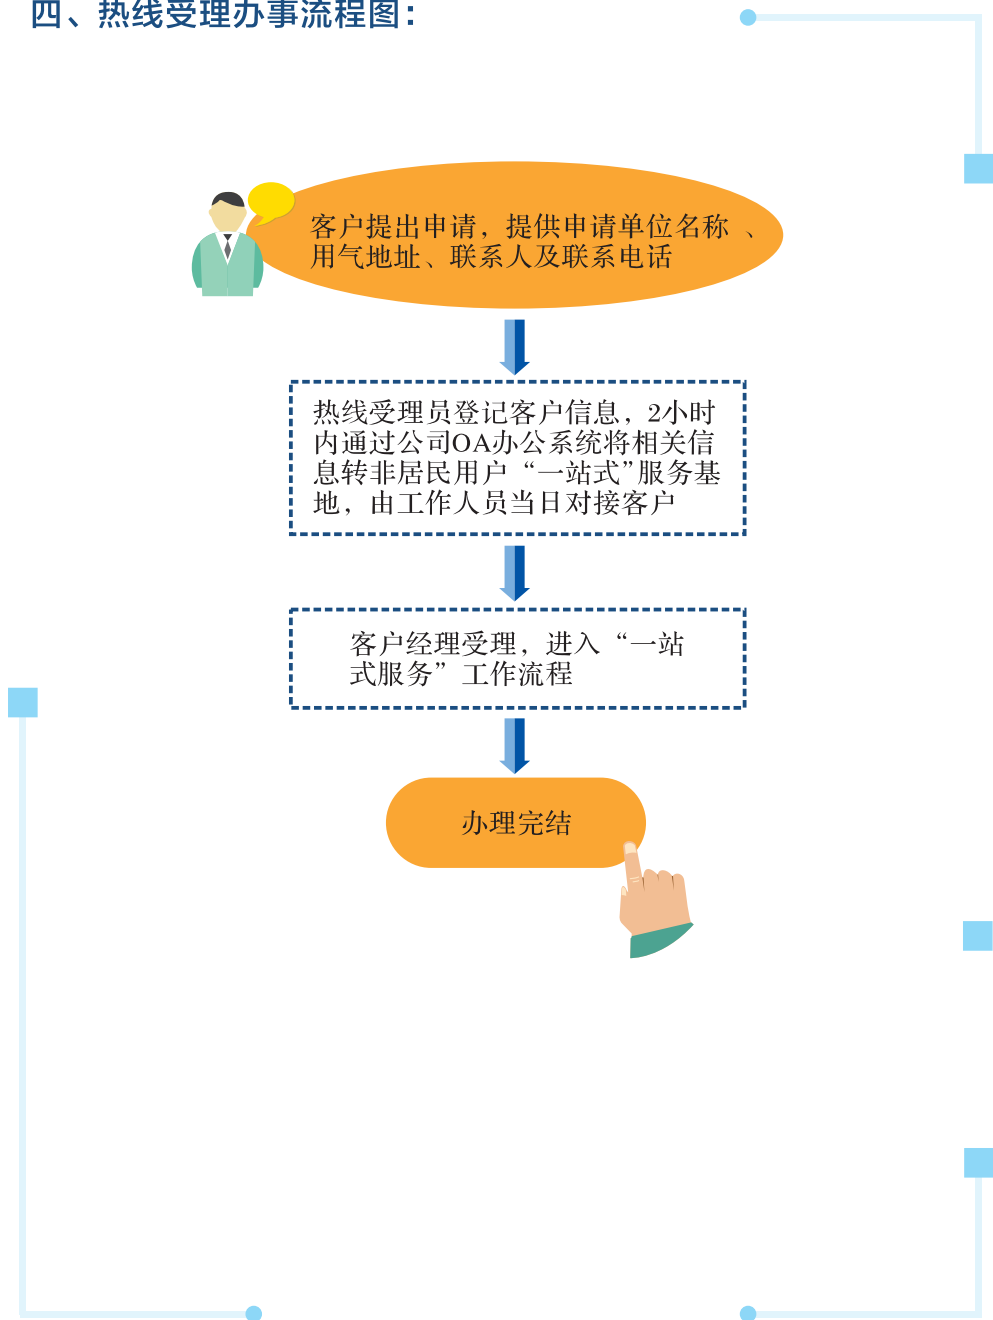 四、热线受理办事流程图：
客户提出申请，提供申请单位名称 、
用气地址、联系人及联系电话
热线受理员登记客户信息，2小时
内通过公司OA办公系统将相关信
息转非居民用户“一站式”服务基
地，由工作人员当日对接客户
客户经理受理，进入“一站
式服务”工作流程
办理完结